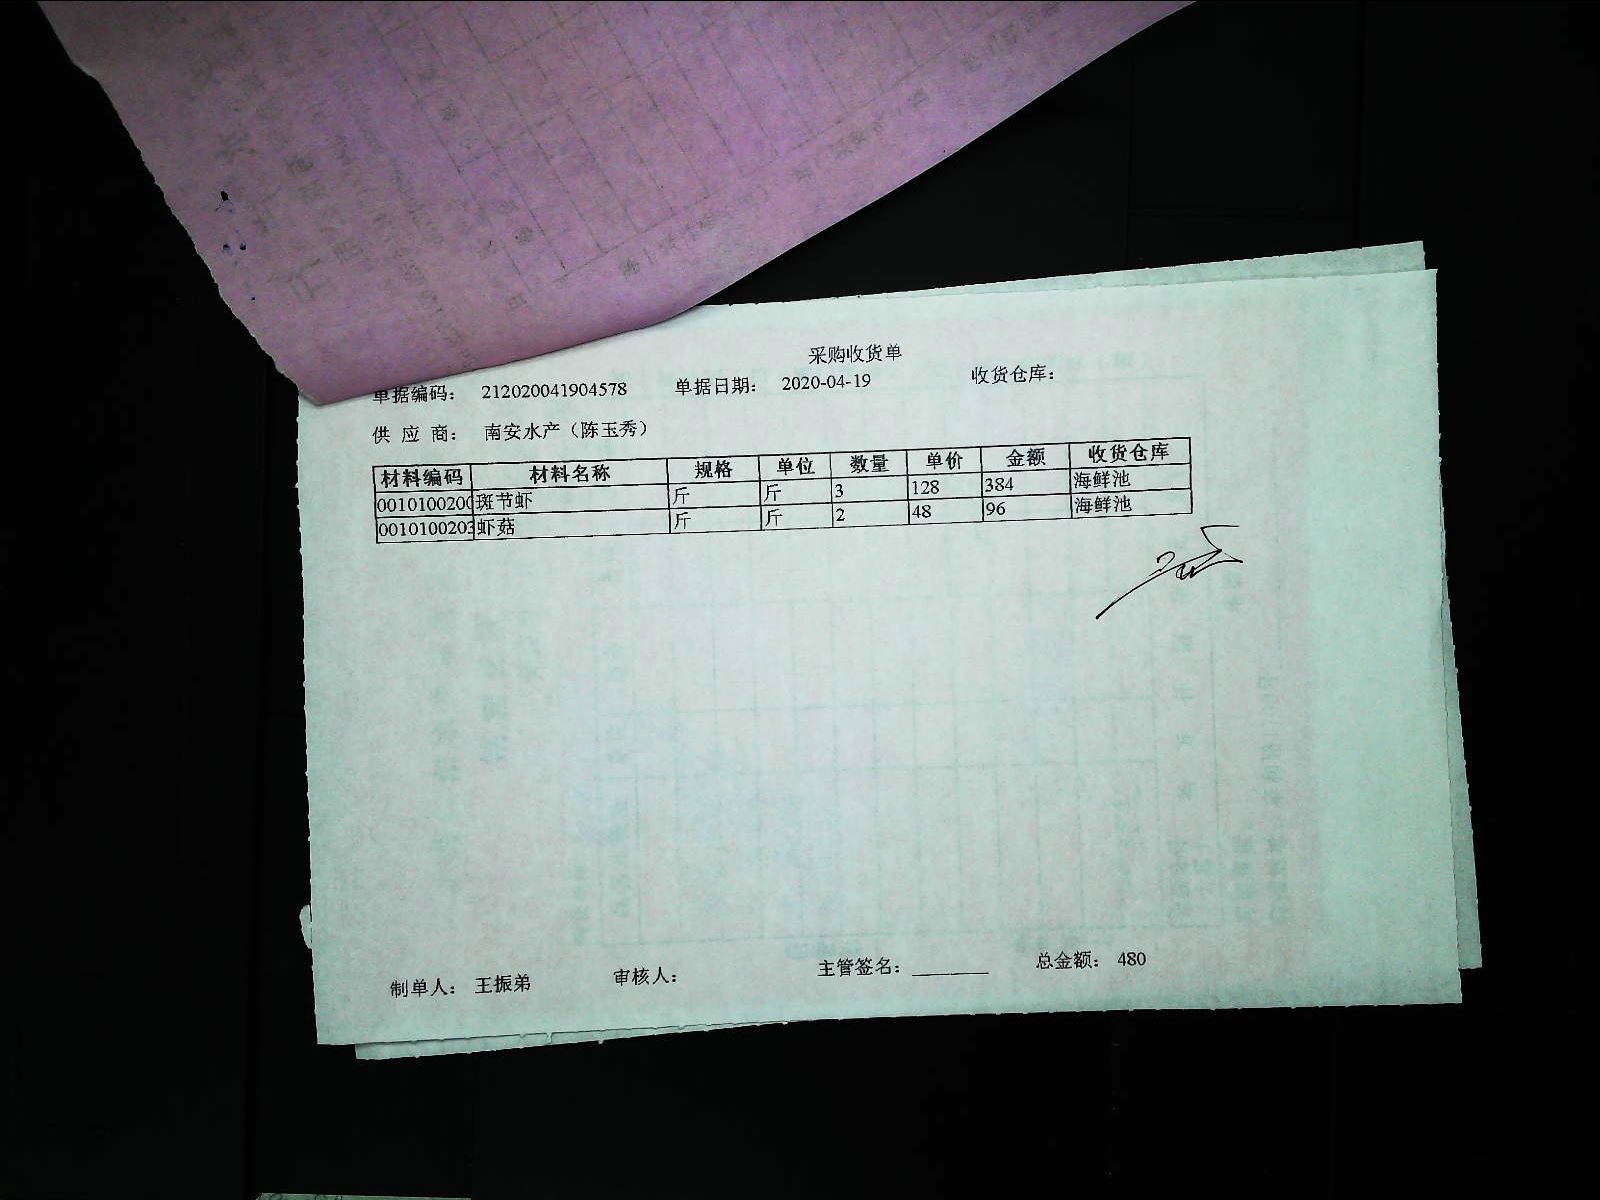 采购收货单
单据编码： 212020041904578 单据日期： 2020-04-19 收货仓库：
供 应 商： 南安水产（陈玉秀）
材料编码 材料名称 规格 单位 数量 单价 金额 收货仓库
0010100200 斑节虾 斤 斤 3 128 384 海鲜池
0010100203 虾菇 斤 斤 2 48 96 海鲜池
制单人： 王振弟 审核人： 主管签名：________ 总金额： 480